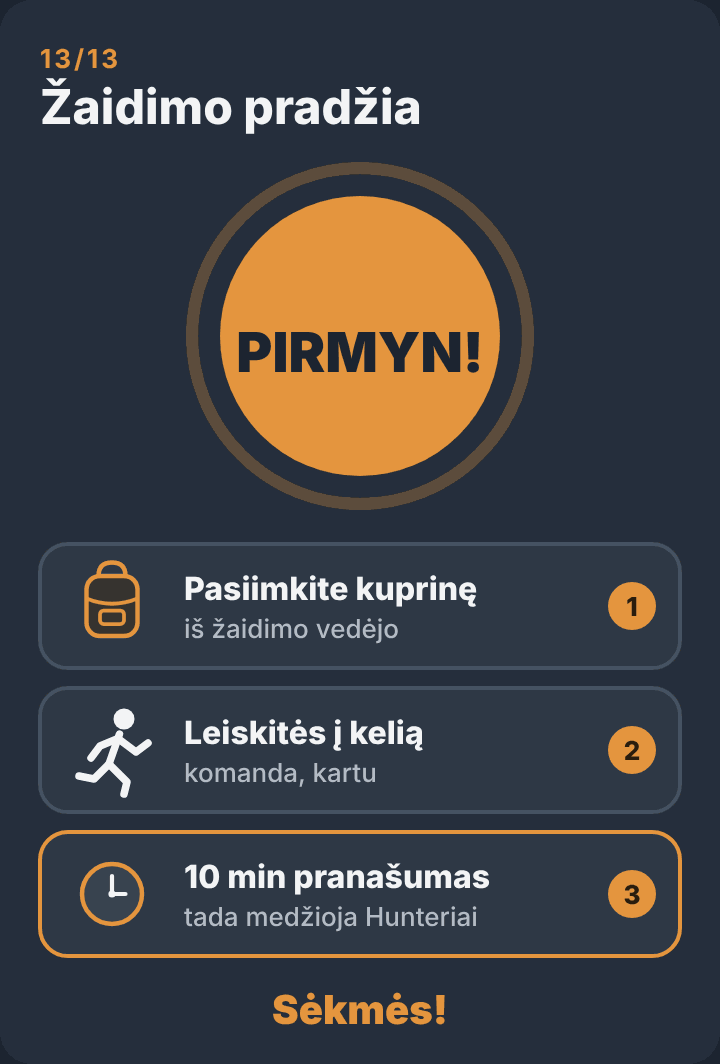 13/13
Žaidimo pradžia
PIRMYN!
Pasiimkite kuprinę
iš žaidimo vedėjo
1
Leiskitės į kelią
komanda, kartu
2
10 min pranašumas
tada medžioja Hunteriai
3
Sėkmės!